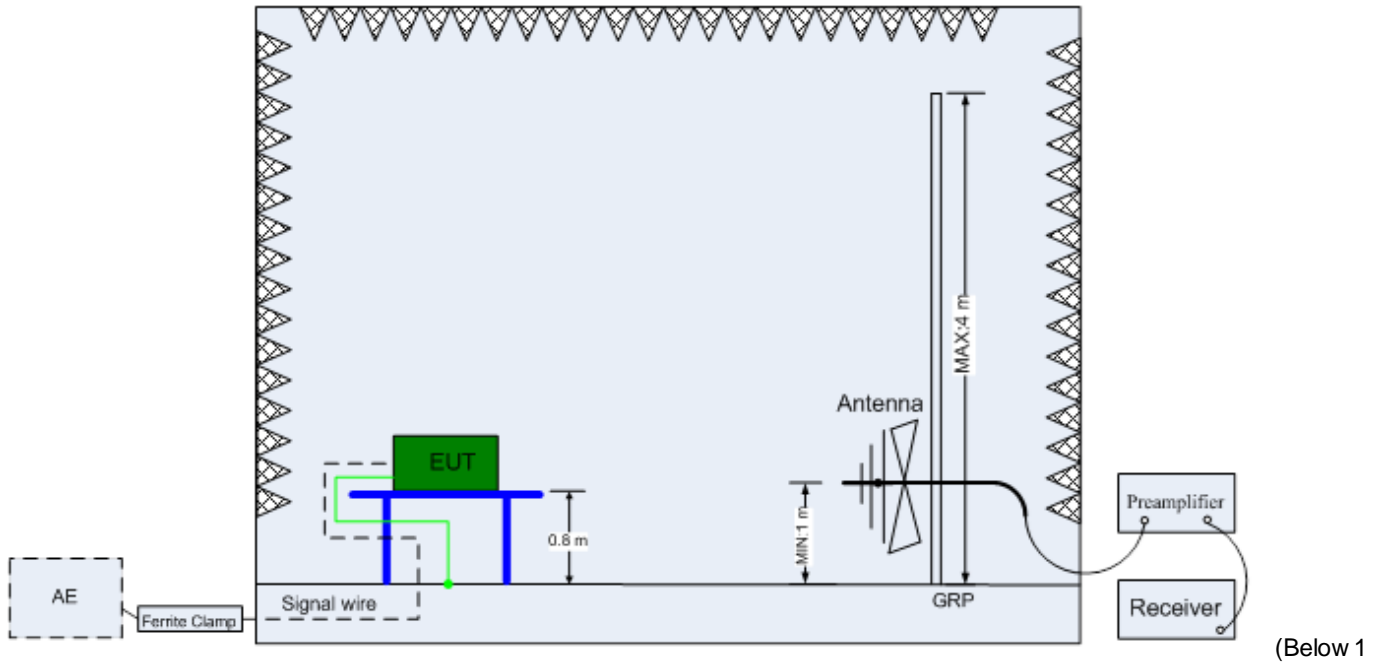 MAX:4 m
Antenna
EUT
Preamplifier
MIN:1 m
0.8 m
AE
Signal wire
GRP
Receiver
Ferrite Clamp
(Below 1